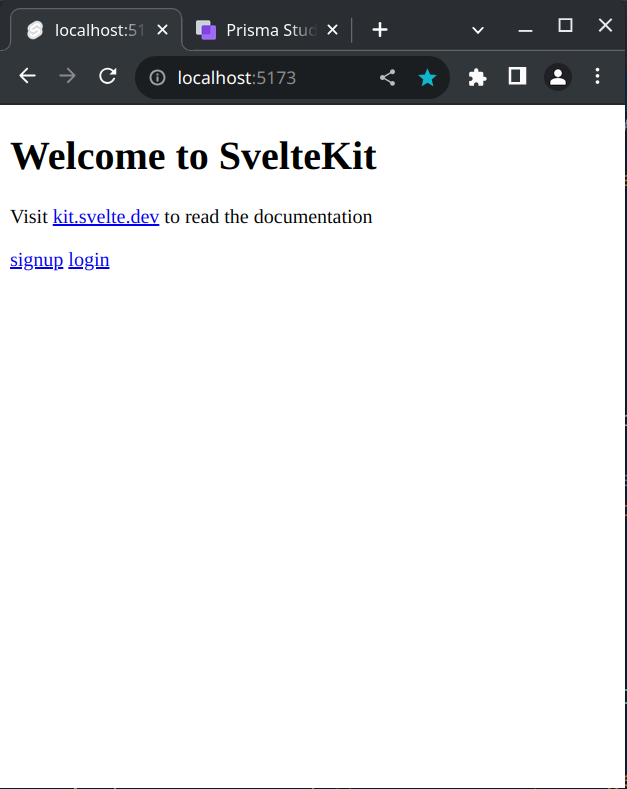 localhost:51
Prisma Stud
localhost:5173
Welcome to SvelteKit
Visit kit.svelte.dev to read the documentation
signup login